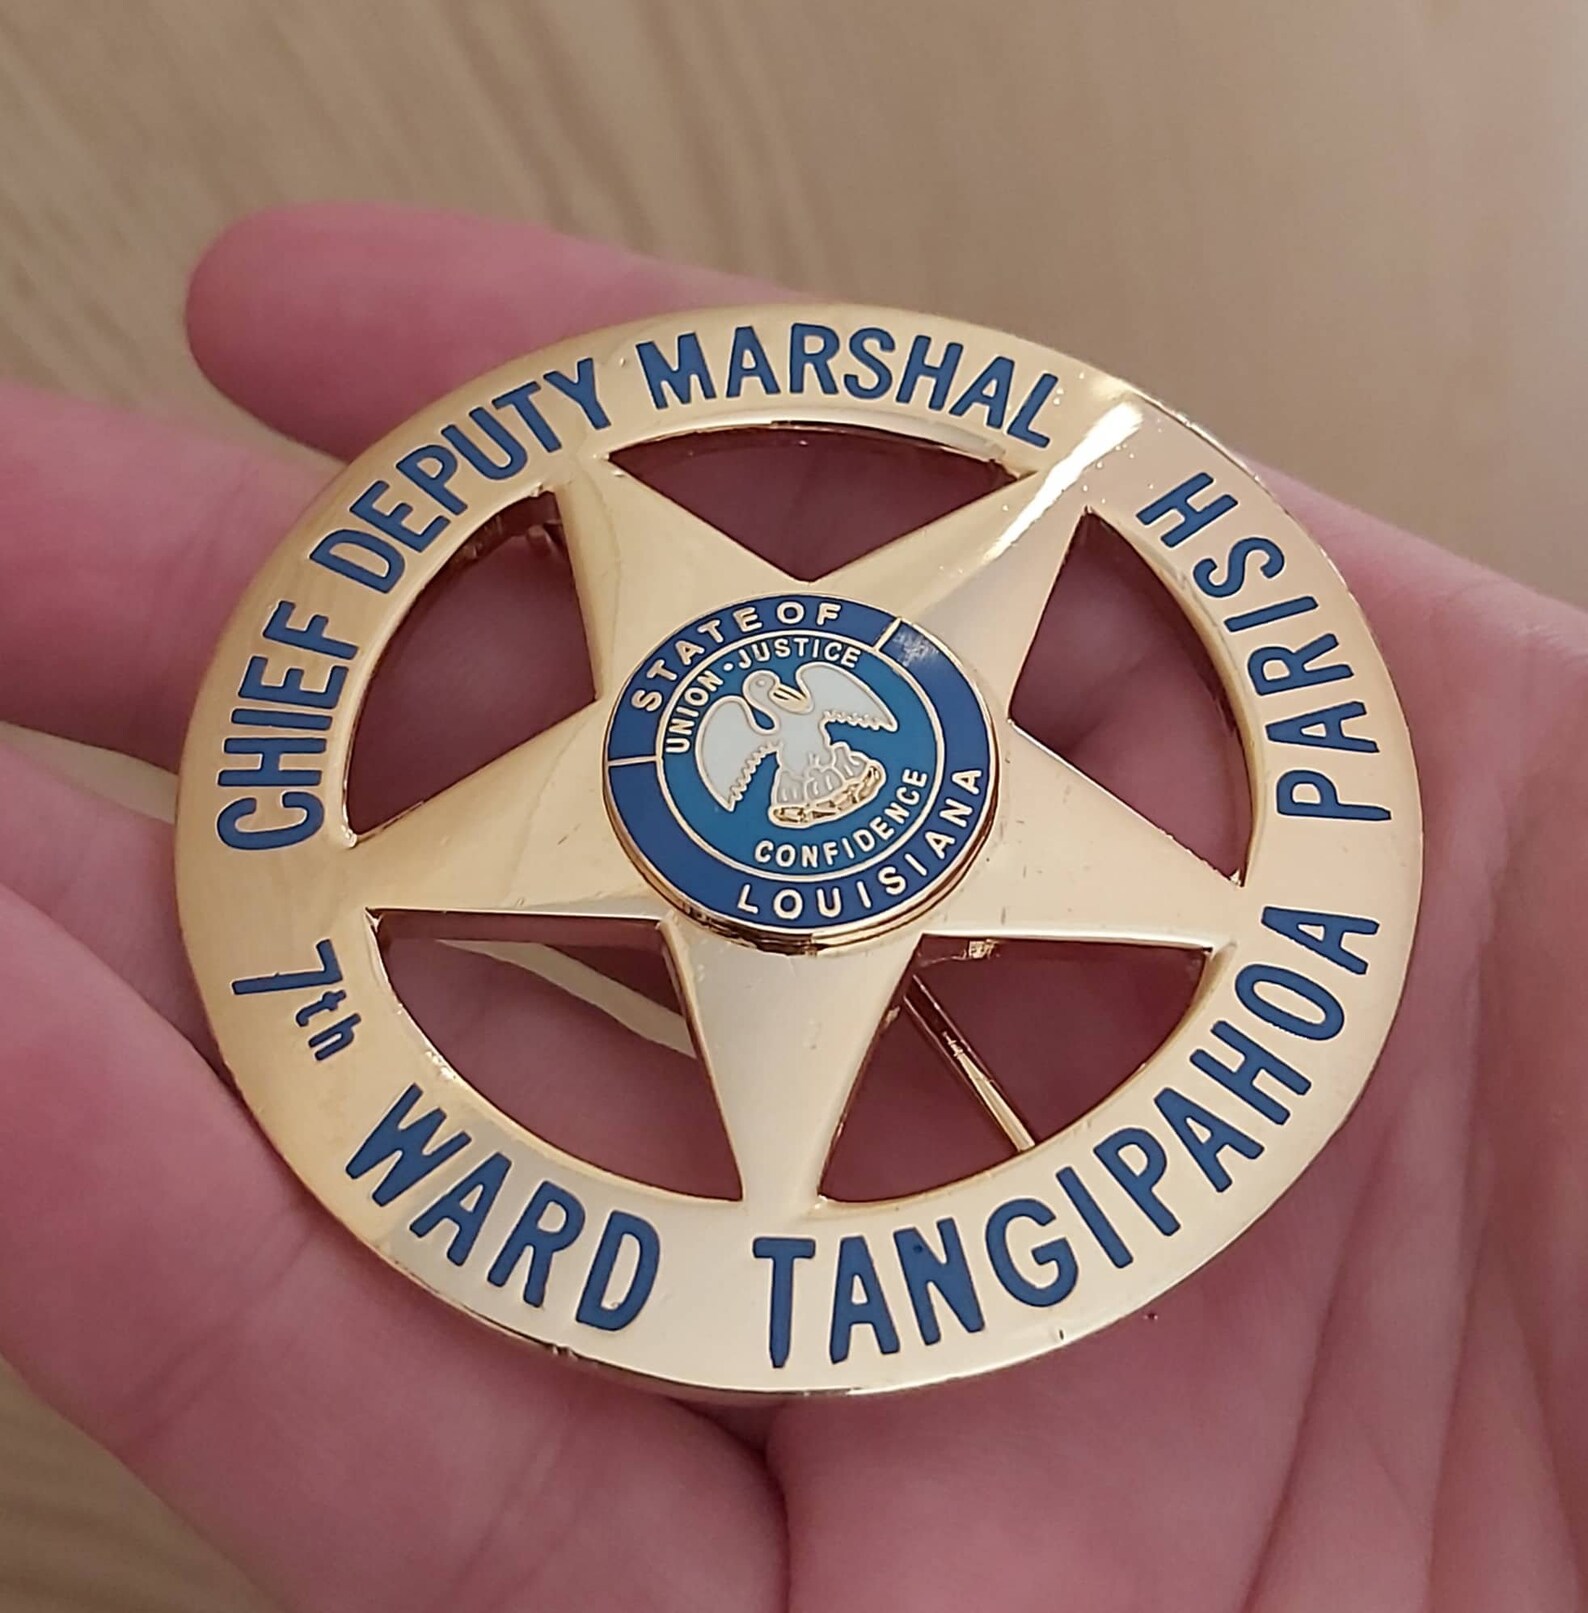 CHIEF DEPUTY MARSHAL
7th WARD TANGIPAHOA PARISH
STATE OF
LOUISIANA
UNION · JUSTICE
CONFIDENCE